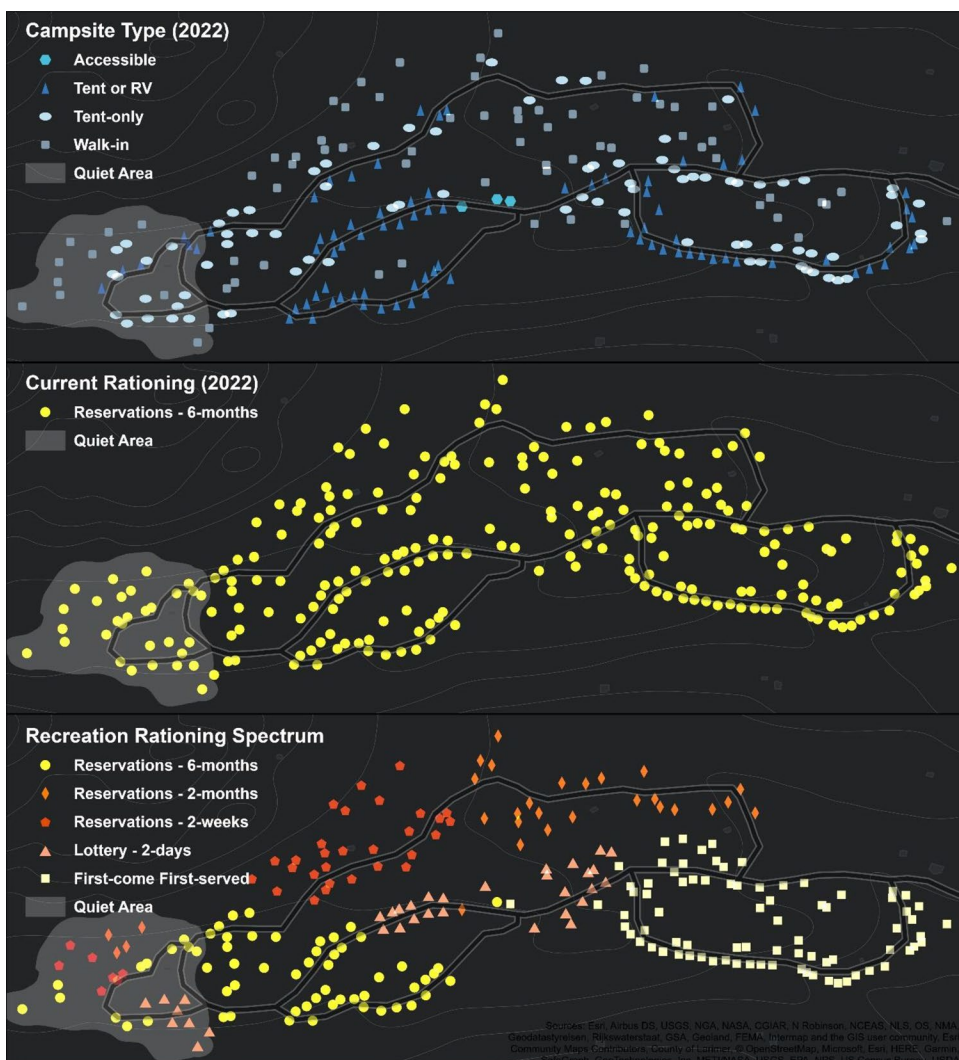 Campsite Type (2022)
Accessible
Tent or RV
Tent-only
Walk-in
Quiet Area
Current Rationing (2022)
Reservations - 6-months
Quiet Area
Recreation Rationing Spectrum
Reservations - 6-months
Reservations - 2-months
Reservations - 2-weeks
Lottery - 2-days
First-come First-served
Quiet Area
Sources: Esri, Airbus DS, USGS, NGA, NASA, CGIAR, N Robinson, NCEAS, NLS, OS, NMA,
Geodatastyrelsen, Rijkswaterstaat, GSA, Geoland, FEMA, Intermap and the GIS user community, Esri
Community Maps Contributors, County of Larimer, © OpenStreetMap, Microsoft, Esri, HERE, Garmin,